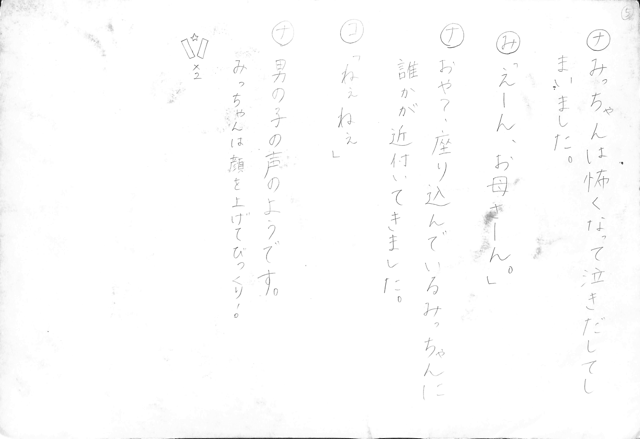 ⑤
ナ みっちゃんは怖くなって泣きだしてし
まいました。
み 「えーん、お母さーん。」
ナ おやっ・座り込んでいるみっちゃんに
誰かが近付いてきました。
コ 「ねぇねぇ」
ナ 男の子の声のようです。
みっちゃんは顔を上げてびっくり!。
×2